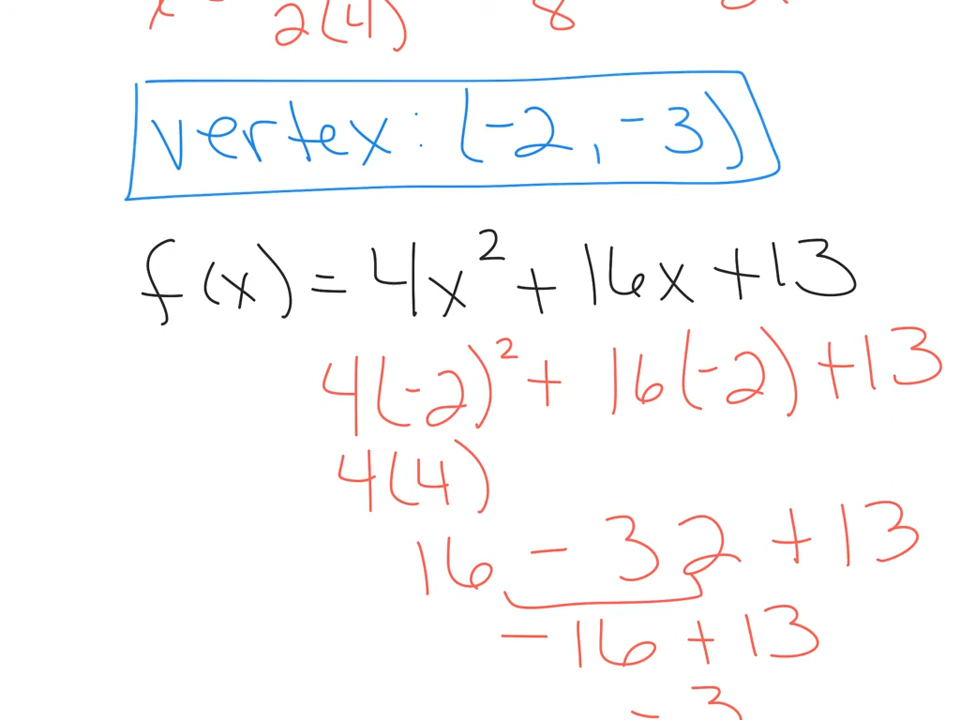 2(4) 8
vertex: (-2, -3)
f(x) = 4x² + 16x + 13
4(-2)² + 16(-2) + 13
4(4)
16 - 32 + 13
-16 + 13
-3